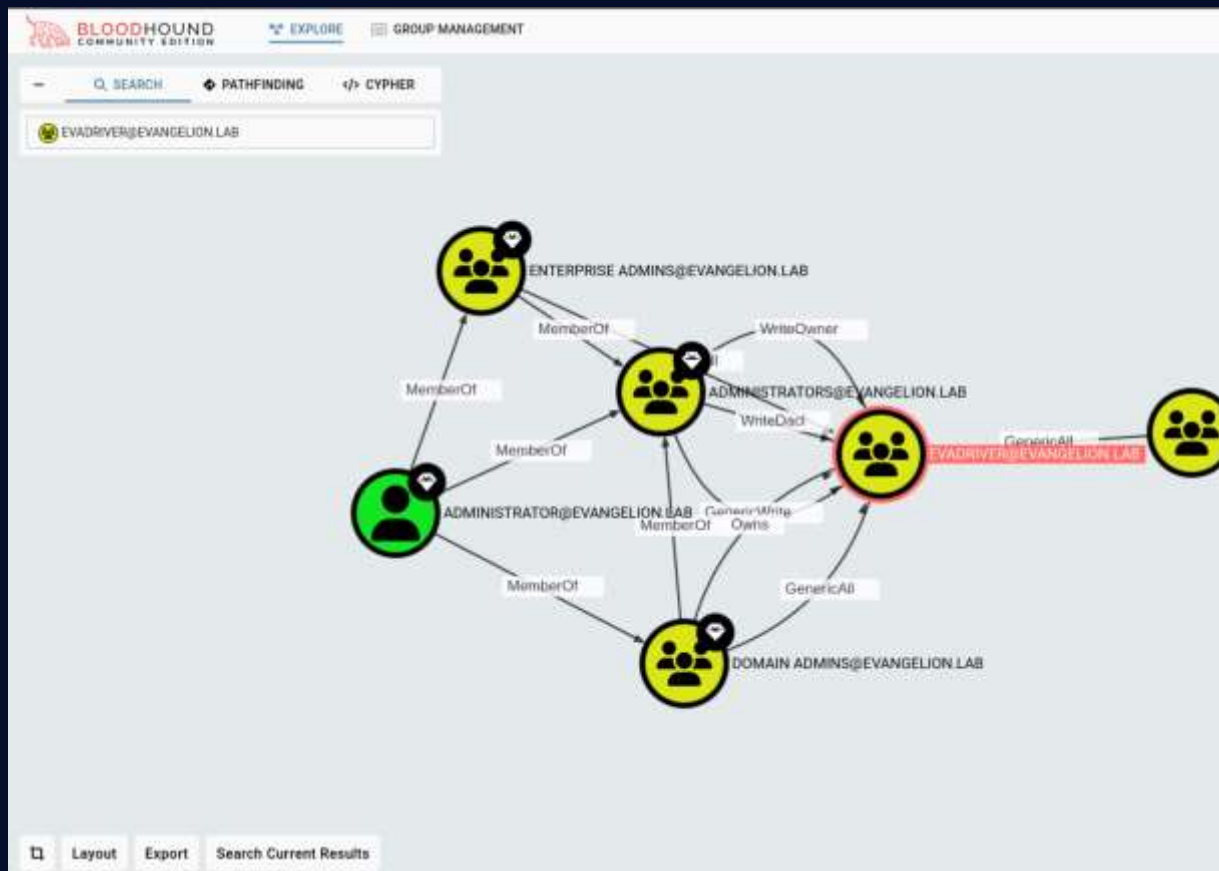 BLOODHOUND
COMMUNITY EDITION
EXPLORE
GROUP MANAGEMENT
SEARCH
PATHFINDING
</> CYPHER
EVADRIVER@EVANGELION.LAB
ENTERPRISE ADMINS@EVANGELION.LAB
MemberOf
WriteOwner
MemberOf
ADMINISTRATORS@EVANGELION.LAB
WriteDacl
MemberOf
GenericAll
EVADRIVER@EVANGELION.LAB
ADMINISTRATOR@EVANGELION.LAB
GenericWrite
MemberOf
Owns
MemberOf
GenericAll
DOMAIN ADMINS@EVANGELION.LAB
Layout
Export
Search Current Results